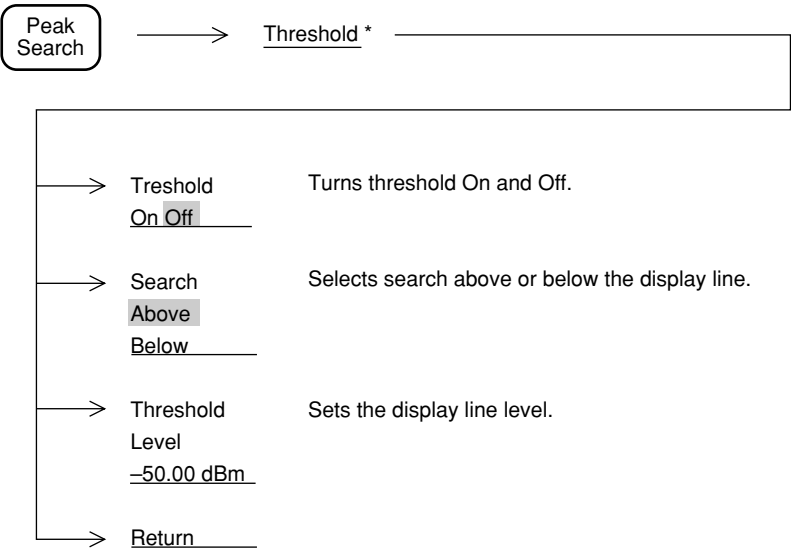 Peak
Search
Threshold *
Treshold
On Off
Turns threshold On and Off.
Search
Above
Below
Selects search above or below the display line.
Threshold
Level
–50.00 dBm
Sets the display line level.
Return